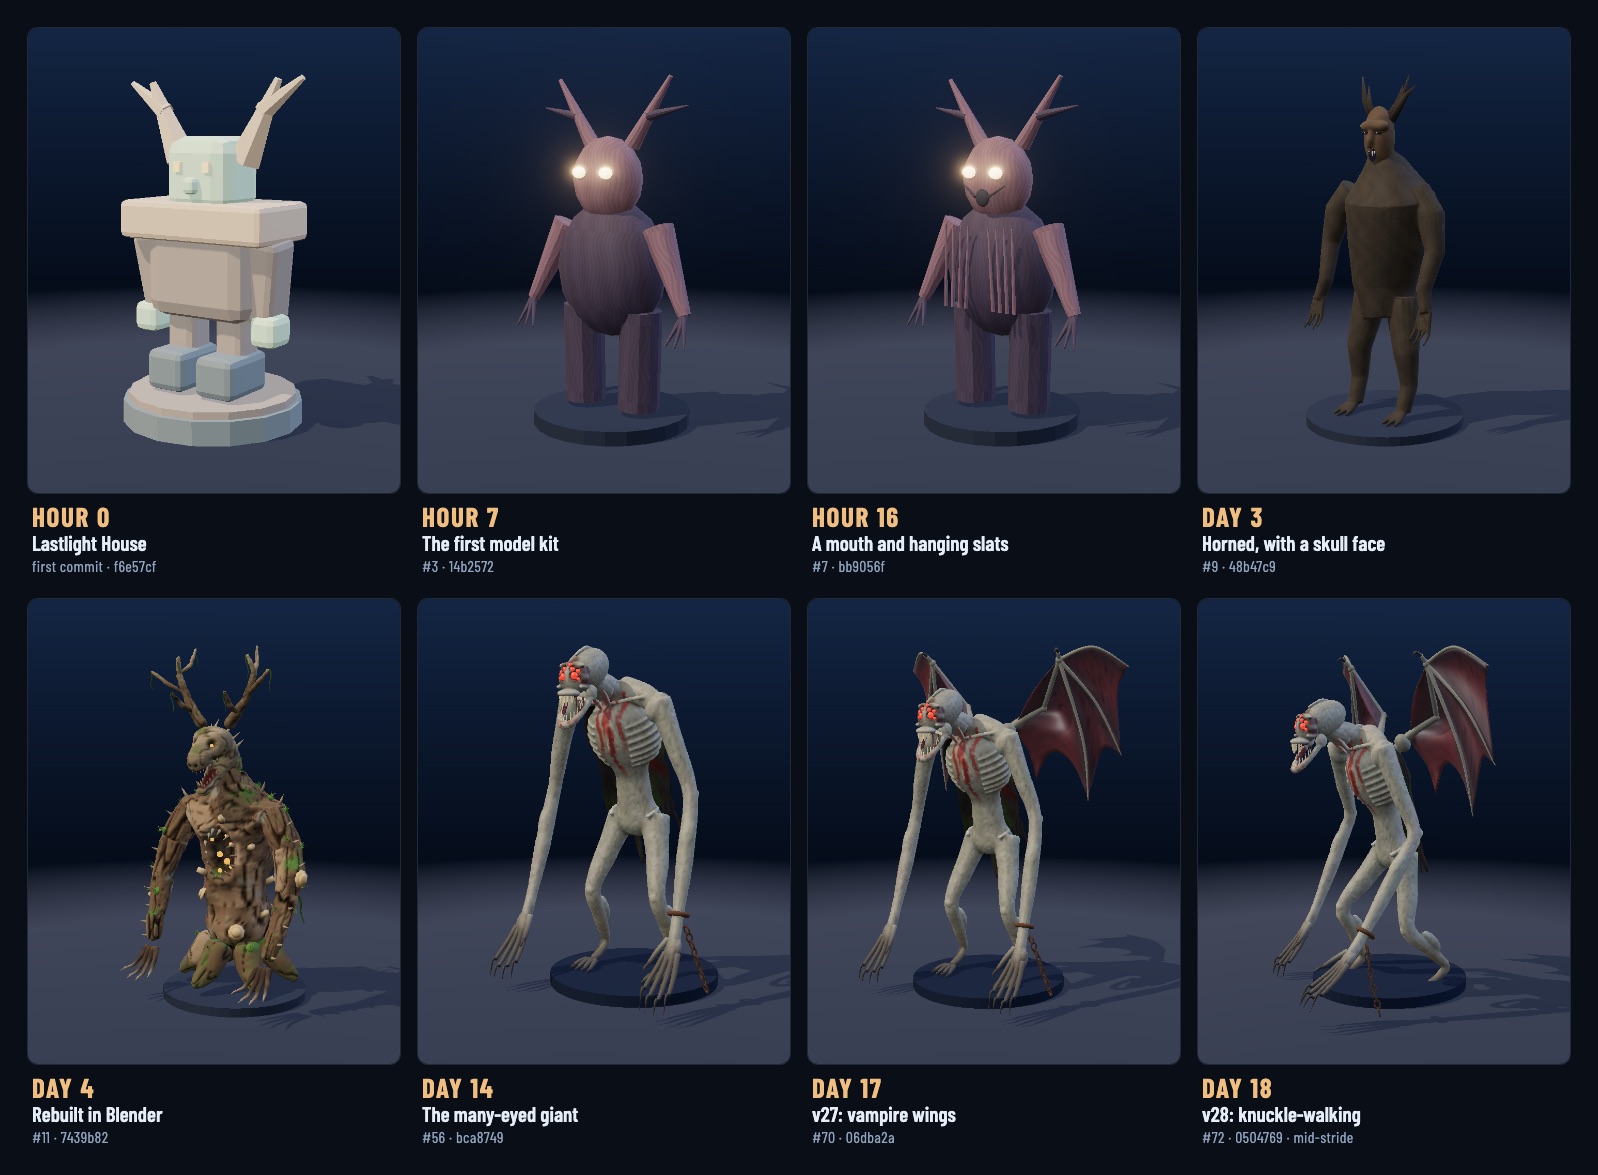 HOUR 0
Lastlight House
first commit · f6e57cf
HOUR 7
The first model kit
#3 · 14b2572
HOUR 16
A mouth and hanging slats
#7 · bb9056f
DAY 3
Horned, with a skull face
#9 · 48b47c9
DAY 4
Rebuilt in Blender
#11 · 7439b82
DAY 14
The many-eyed giant
#56 · bca8749
DAY 17
v27: vampire wings
#70 · 06dba2a
DAY 18
v28: knuckle-walking
#72 · 0504769 · mid-stride